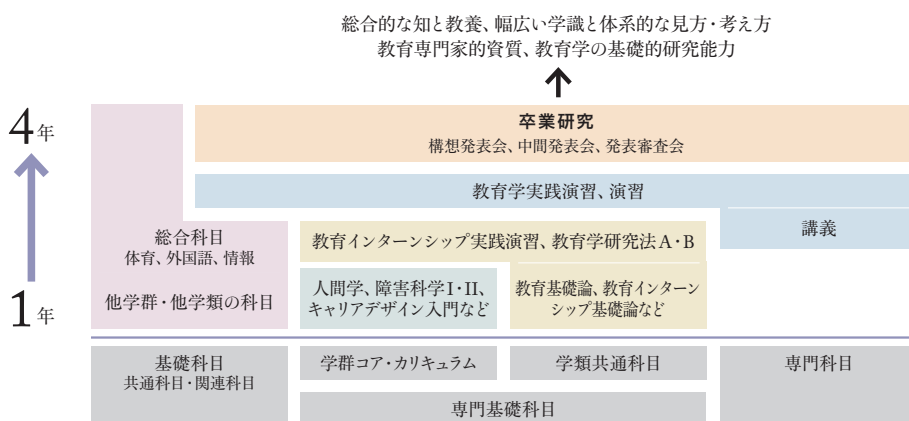 総合的な知と教養、幅広い学識と体系的な見方・考え方
教育専門家的資質、教育学の基礎的研究能力
4年
卒業研究
構想発表会、中間発表会、発表審査会
教育学実践演習、演習
講義
総合科目
体育、外国語、情報
他学群・他学類の科目
教育インターンシップ実践演習、教育学研究法A・B
人間学、障害科学I・II、
キャリアデザイン入門など
教育基礎論、教育インターン
シップ基礎論など
1年
基礎科目
共通科目・関連科目
学群コア・カリキュラム
学類共通科目
専門科目
専門基礎科目